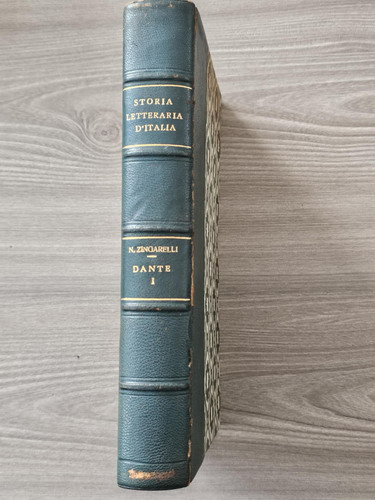 STORIA
LETTERARIA
D'ITALIA
N. ZINGARELLI
DANTE
I